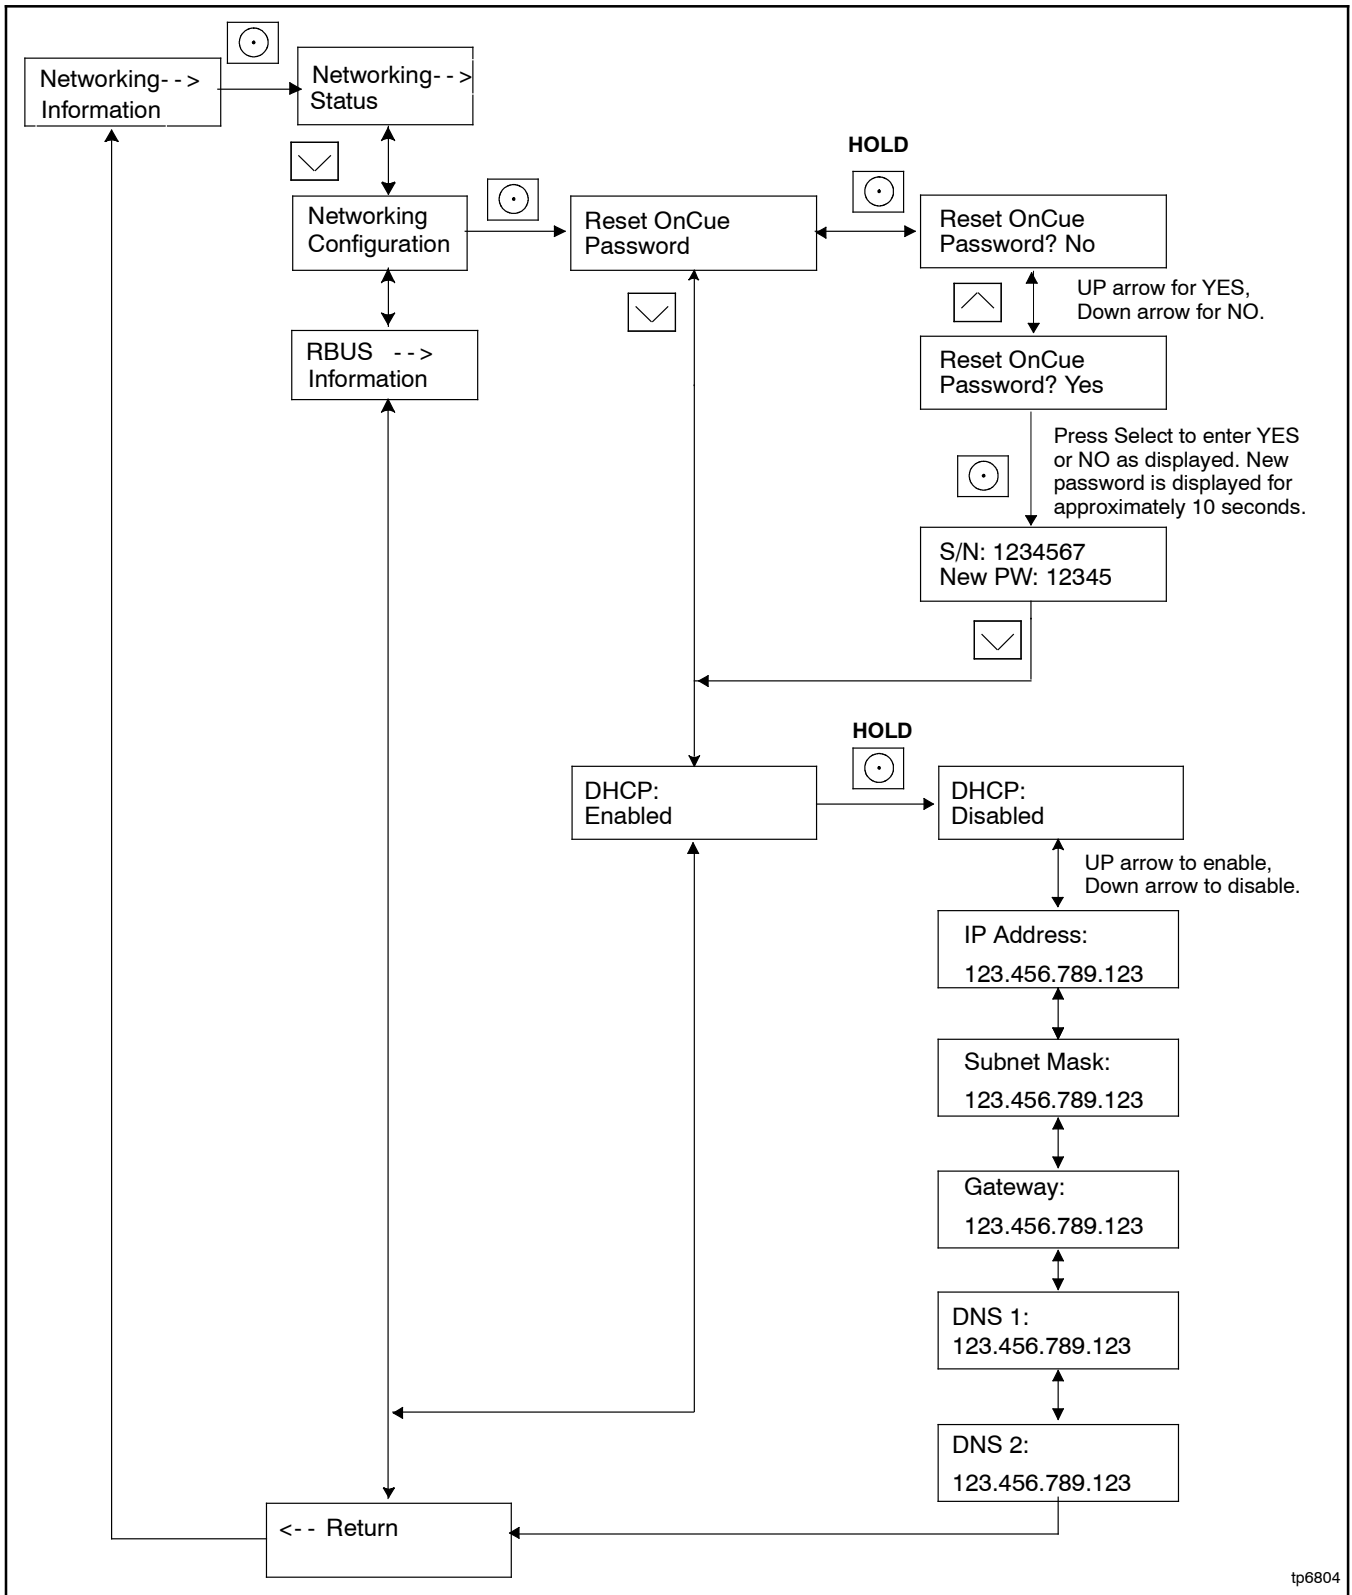 Networking- - >
Information
Networking- - >
Status
Networking
Configuration
RBUS - - >
Information
Reset OnCue
Password
HOLD
Reset OnCue
Password? No
UP arrow for YES,
Down arrow for NO.
Reset OnCue
Password? Yes
Press Select to enter YES
or NO as displayed. New
password is displayed for
approximately 10 seconds.
S/N: 1234567
New PW: 12345
DHCP:
Enabled
HOLD
DHCP:
Disabled
UP arrow to enable,
Down arrow to disable.
IP Address:
123.456.789.123
Subnet Mask:
123.456.789.123
Gateway:
123.456.789.123
DNS 1:
123.456.789.123
DNS 2:
123.456.789.123
<- - Return
tp6804